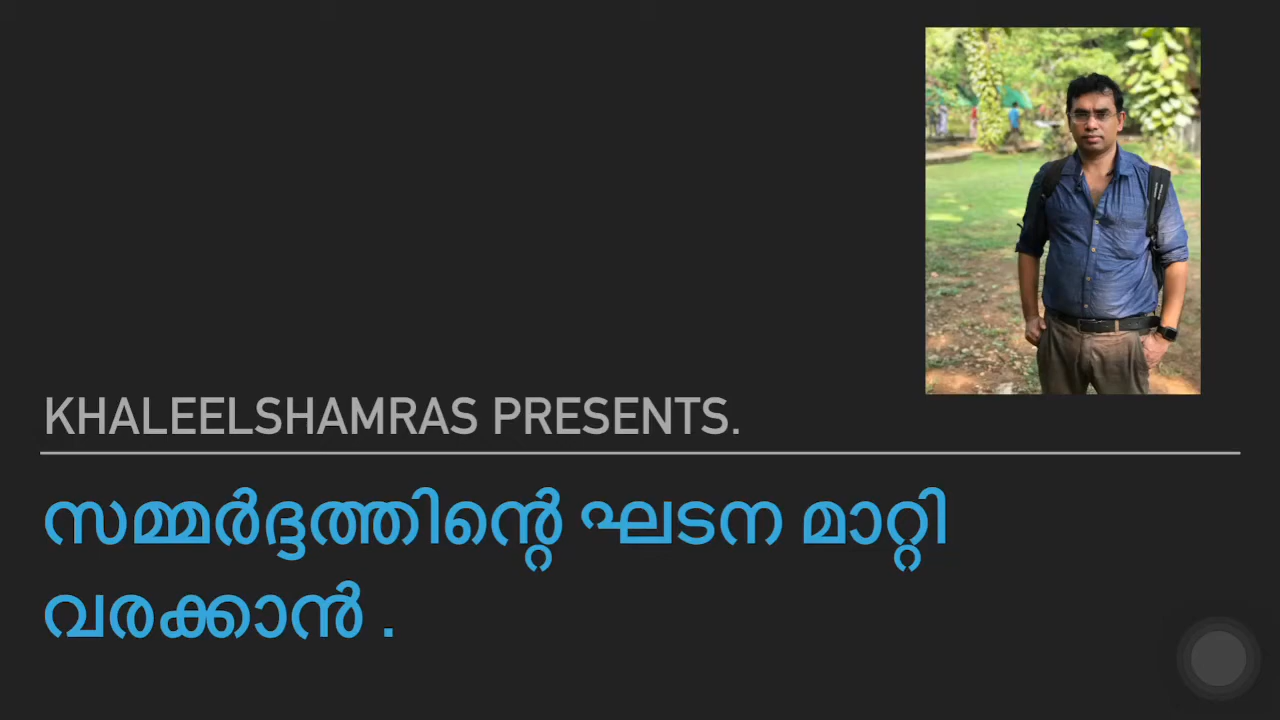 KHALEELSHAMRAS PRESENTS.
സമ്മർദ്ദത്തിന്റെ ഘടന മാറ്റി
വരക്കാൻ .